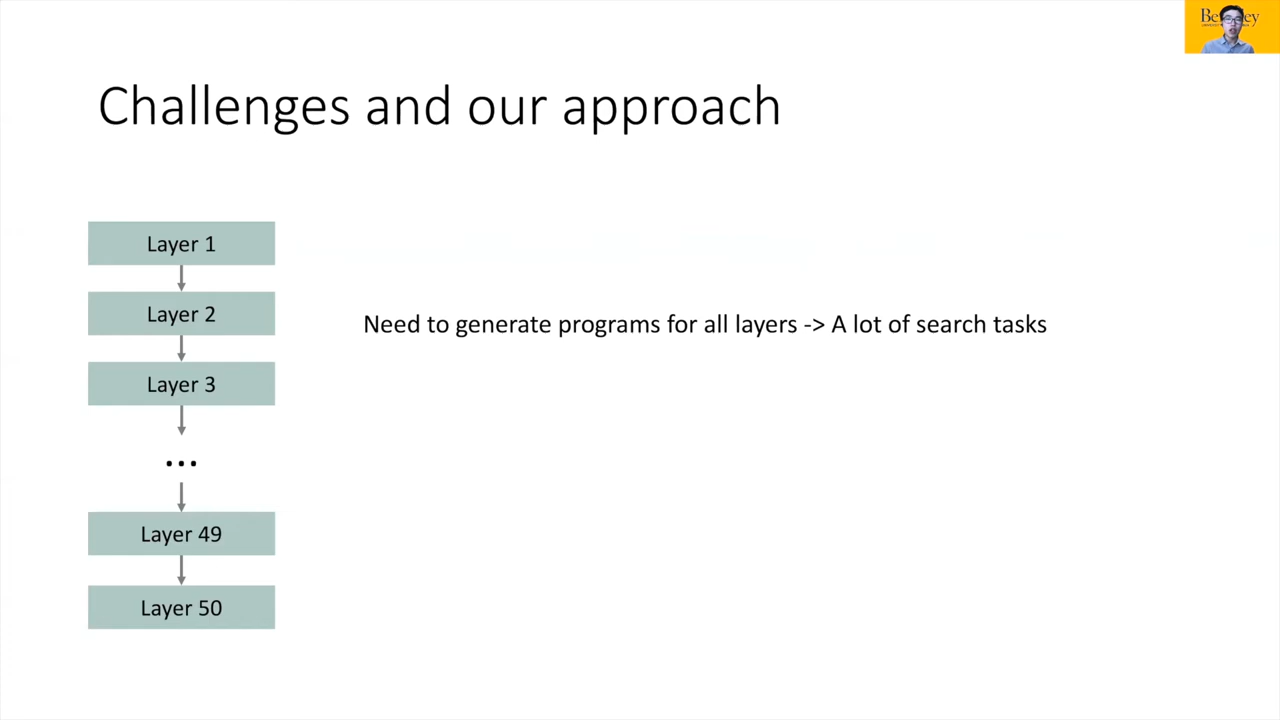 Challenges and our approach
Layer 1
Layer 2
Need to generate programs for all layers -> A lot of search tasks
Layer 3
...
Layer 49
Layer 50